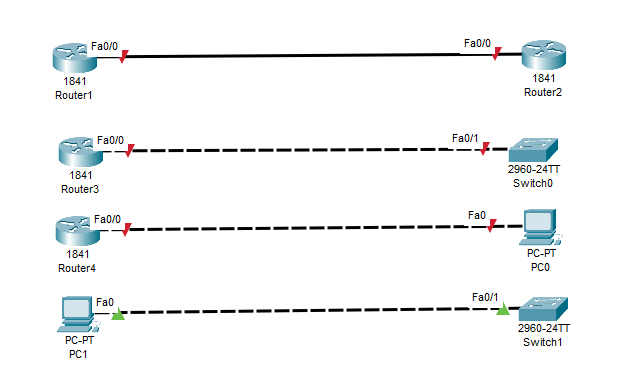 Fa0/0
Fa0/0
1841
Router1
1841
Router2
Fa0/0
Fa0/1
1841
Router3
2960-24TT
Switch0
Fa0/0
Fa0
1841
Router4
PC-PT
PC0
Fa0
Fa0/1
PC-PT
PC1
2960-24TT
Switch1